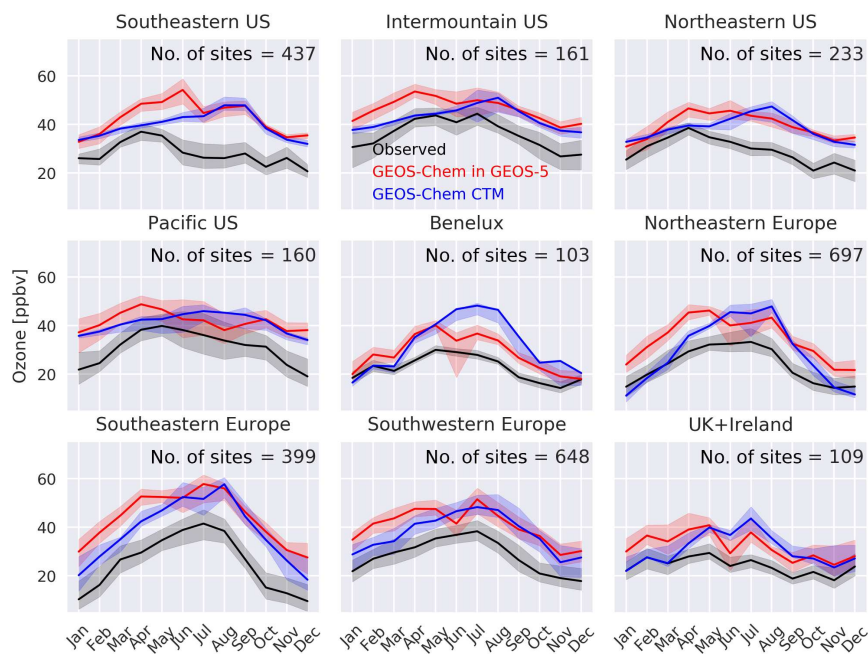 Southeastern US
Intermountain US
Northeastern US
No. of sites = 437
No. of sites = 161
No. of sites = 233
60
40
20
Observed
GEOS-Chem in GEOS-5
GEOS-Chem CTM
Pacific US
Benelux
Northeastern Europe
No. of sites = 160
No. of sites = 103
No. of sites = 697
Ozone [ppbv]
60
40
20
Southeastern Europe
Southwestern Europe
UK+Ireland
No. of sites = 399
No. of sites = 648
No. of sites = 109
60
40
20
Jan Feb Mar Apr May Jun Jul Aug Sep Oct Nov Dec
Jan Feb Mar Apr May Jun Jul Aug Sep Oct Nov Dec
Jan Feb Mar Apr May Jun Jul Aug Sep Oct Nov Dec